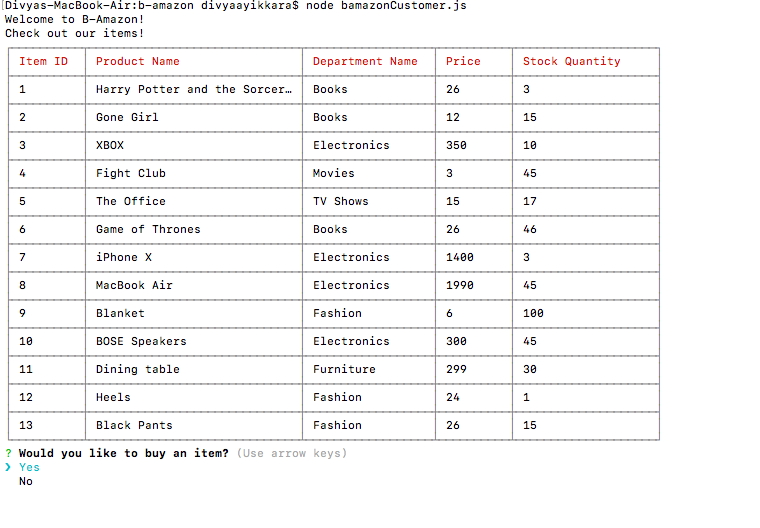 Divyas-MacBook-Air:b-amazon divyaayikkara$ node bamazonCustomer.js
Welcome to B-Amazon!
Check out our items!
Item ID Product Name Department Name Price Stock Quantity
1 Harry Potter and the Sorcer… Books 26 3
2 Gone Girl Books 12 15
3 XBOX Electronics 350 10
4 Fight Club Movies 3 45
5 The Office TV Shows 15 17
6 Game of Thrones Books 26 46
7 iPhone X Electronics 1400 3
8 MacBook Air Electronics 1990 45
9 Blanket Fashion 6 100
10 BOSE Speakers Electronics 300 45
11 Dining table Furniture 299 30
12 Heels Fashion 24 1
13 Black Pants Fashion 26 15
? Would you like to buy an item? (Use arrow keys)
❯ Yes
No